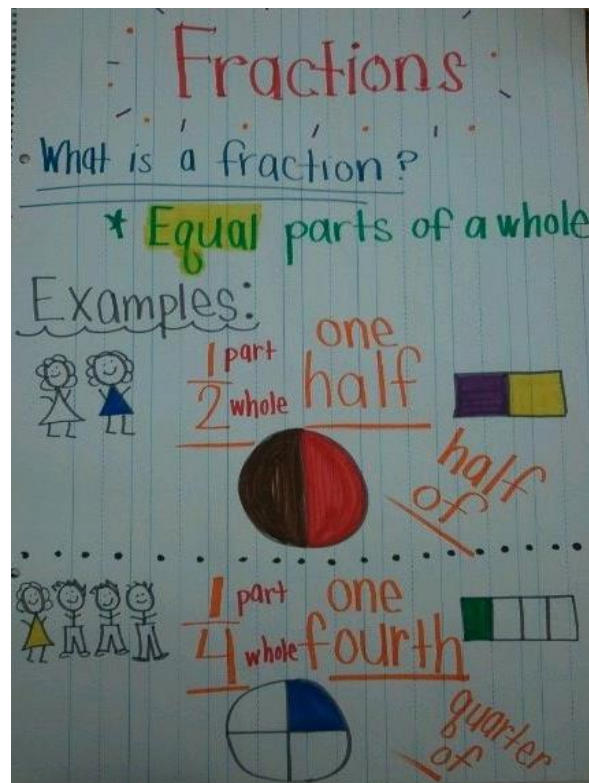 Fractions
What is a fraction?
* Equal parts of a whole
Examples:
1 part
2 whole
one
half
half
of
1 part
4 whole
one
fourth
quarter
of